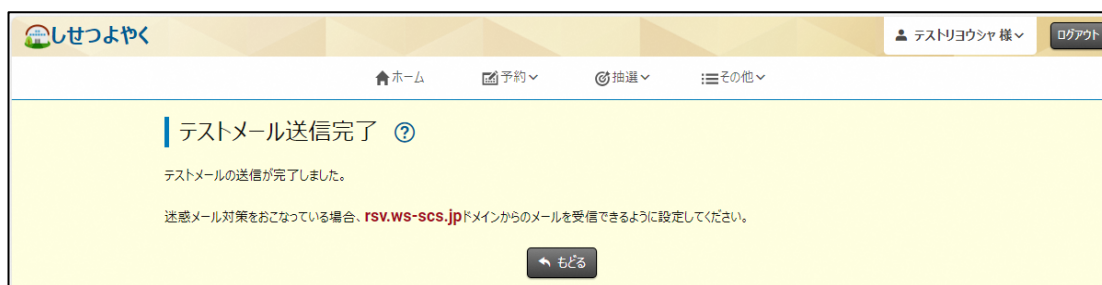 しせつよやく
テストリヨウシャ 様
ログアウト
ホーム 予約 抽選 その他
テストメール送信完了 ?
テストメールの送信が完了しました。
迷惑メール対策をおこなっている場合、rsv.ws-scs.jpドメインからのメールを受信できるように設定してください。
もどる